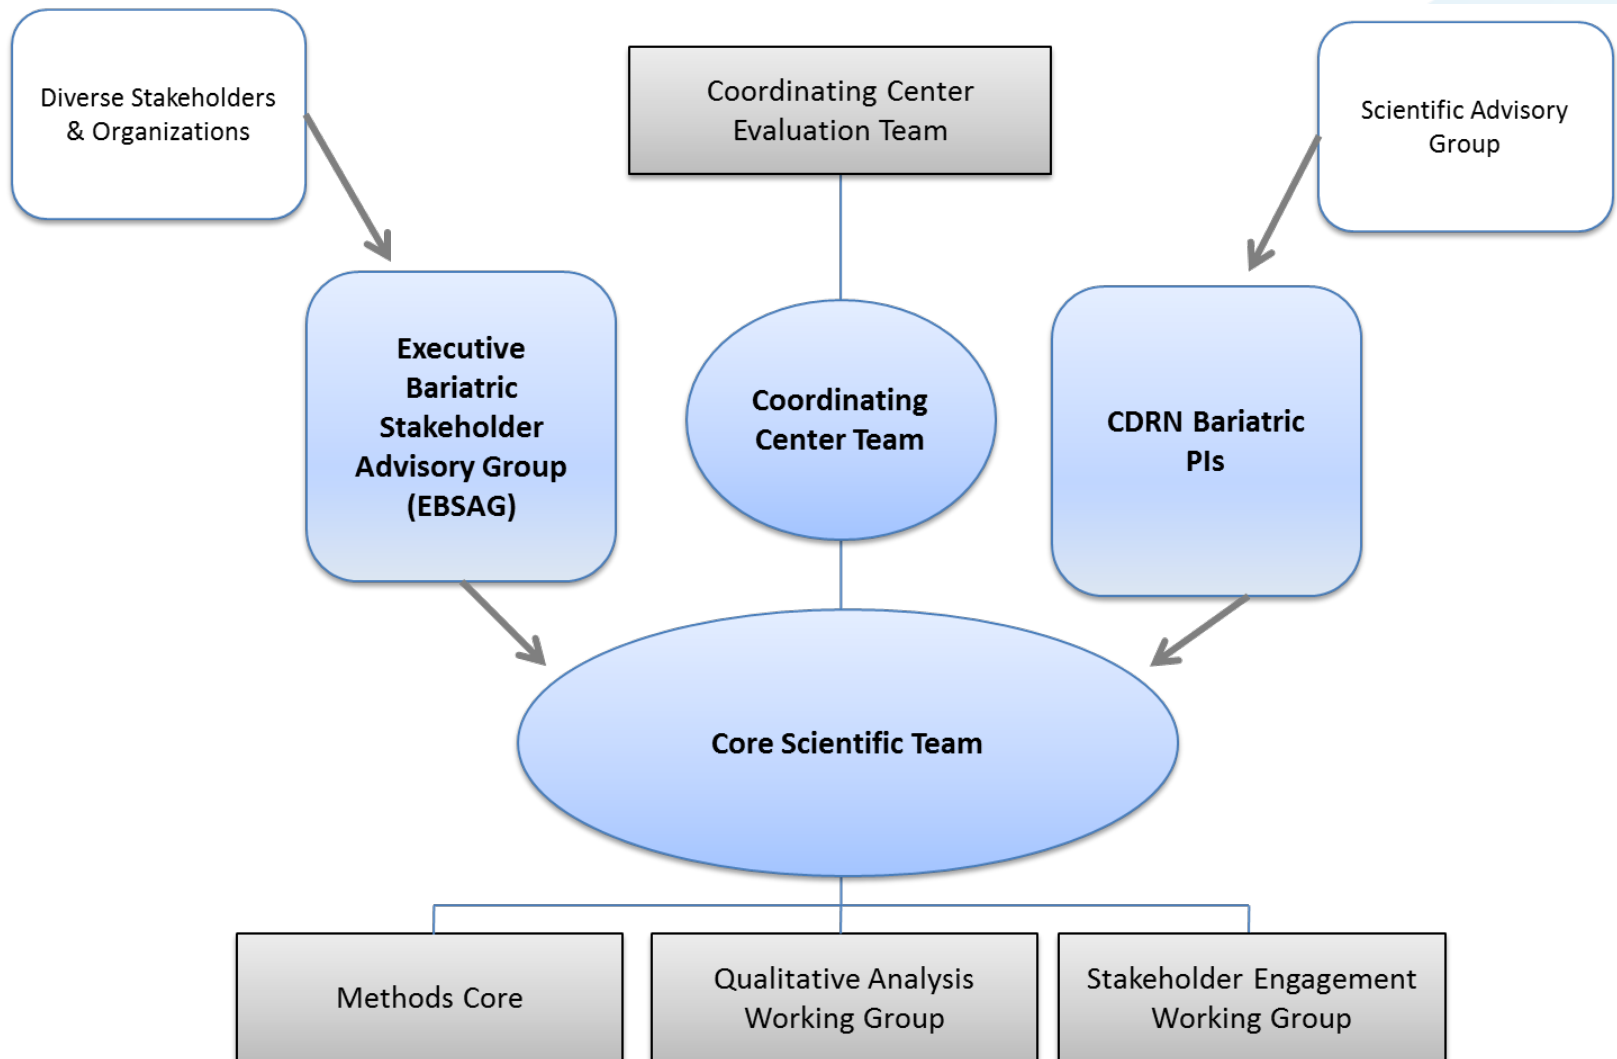 Diverse Stakeholders
& Organizations
Coordinating Center
Evaluation Team
Scientific Advisory
Group
Executive
Bariatric
Stakeholder
Advisory Group
(EBSAG)
Coordinating
Center Team
CDRN Bariatric
PIs
Core Scientific Team
Methods Core
Qualitative Analysis
Working Group
Stakeholder Engagement
Working Group